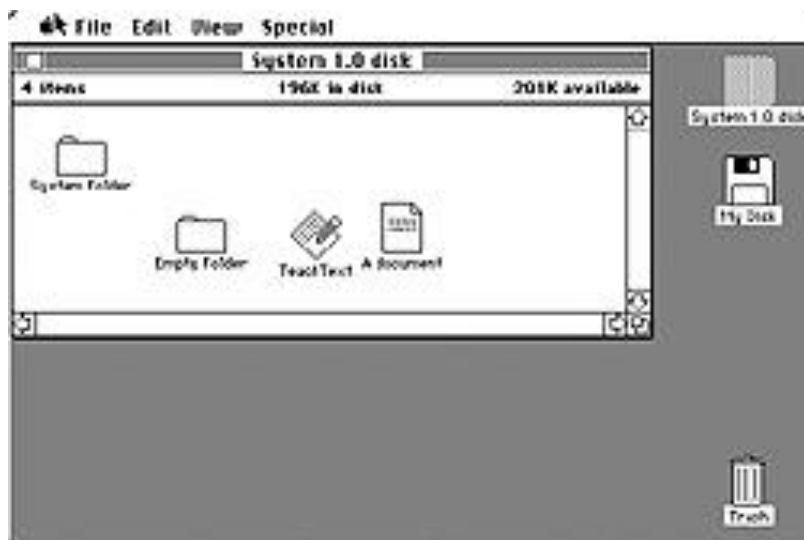 File Edit View Special
System 1.0 disk
4 items 196K in disk 201K available
System 1.0 disk
System Folder
My Disk
Empty Folder TeachText A document
Trash